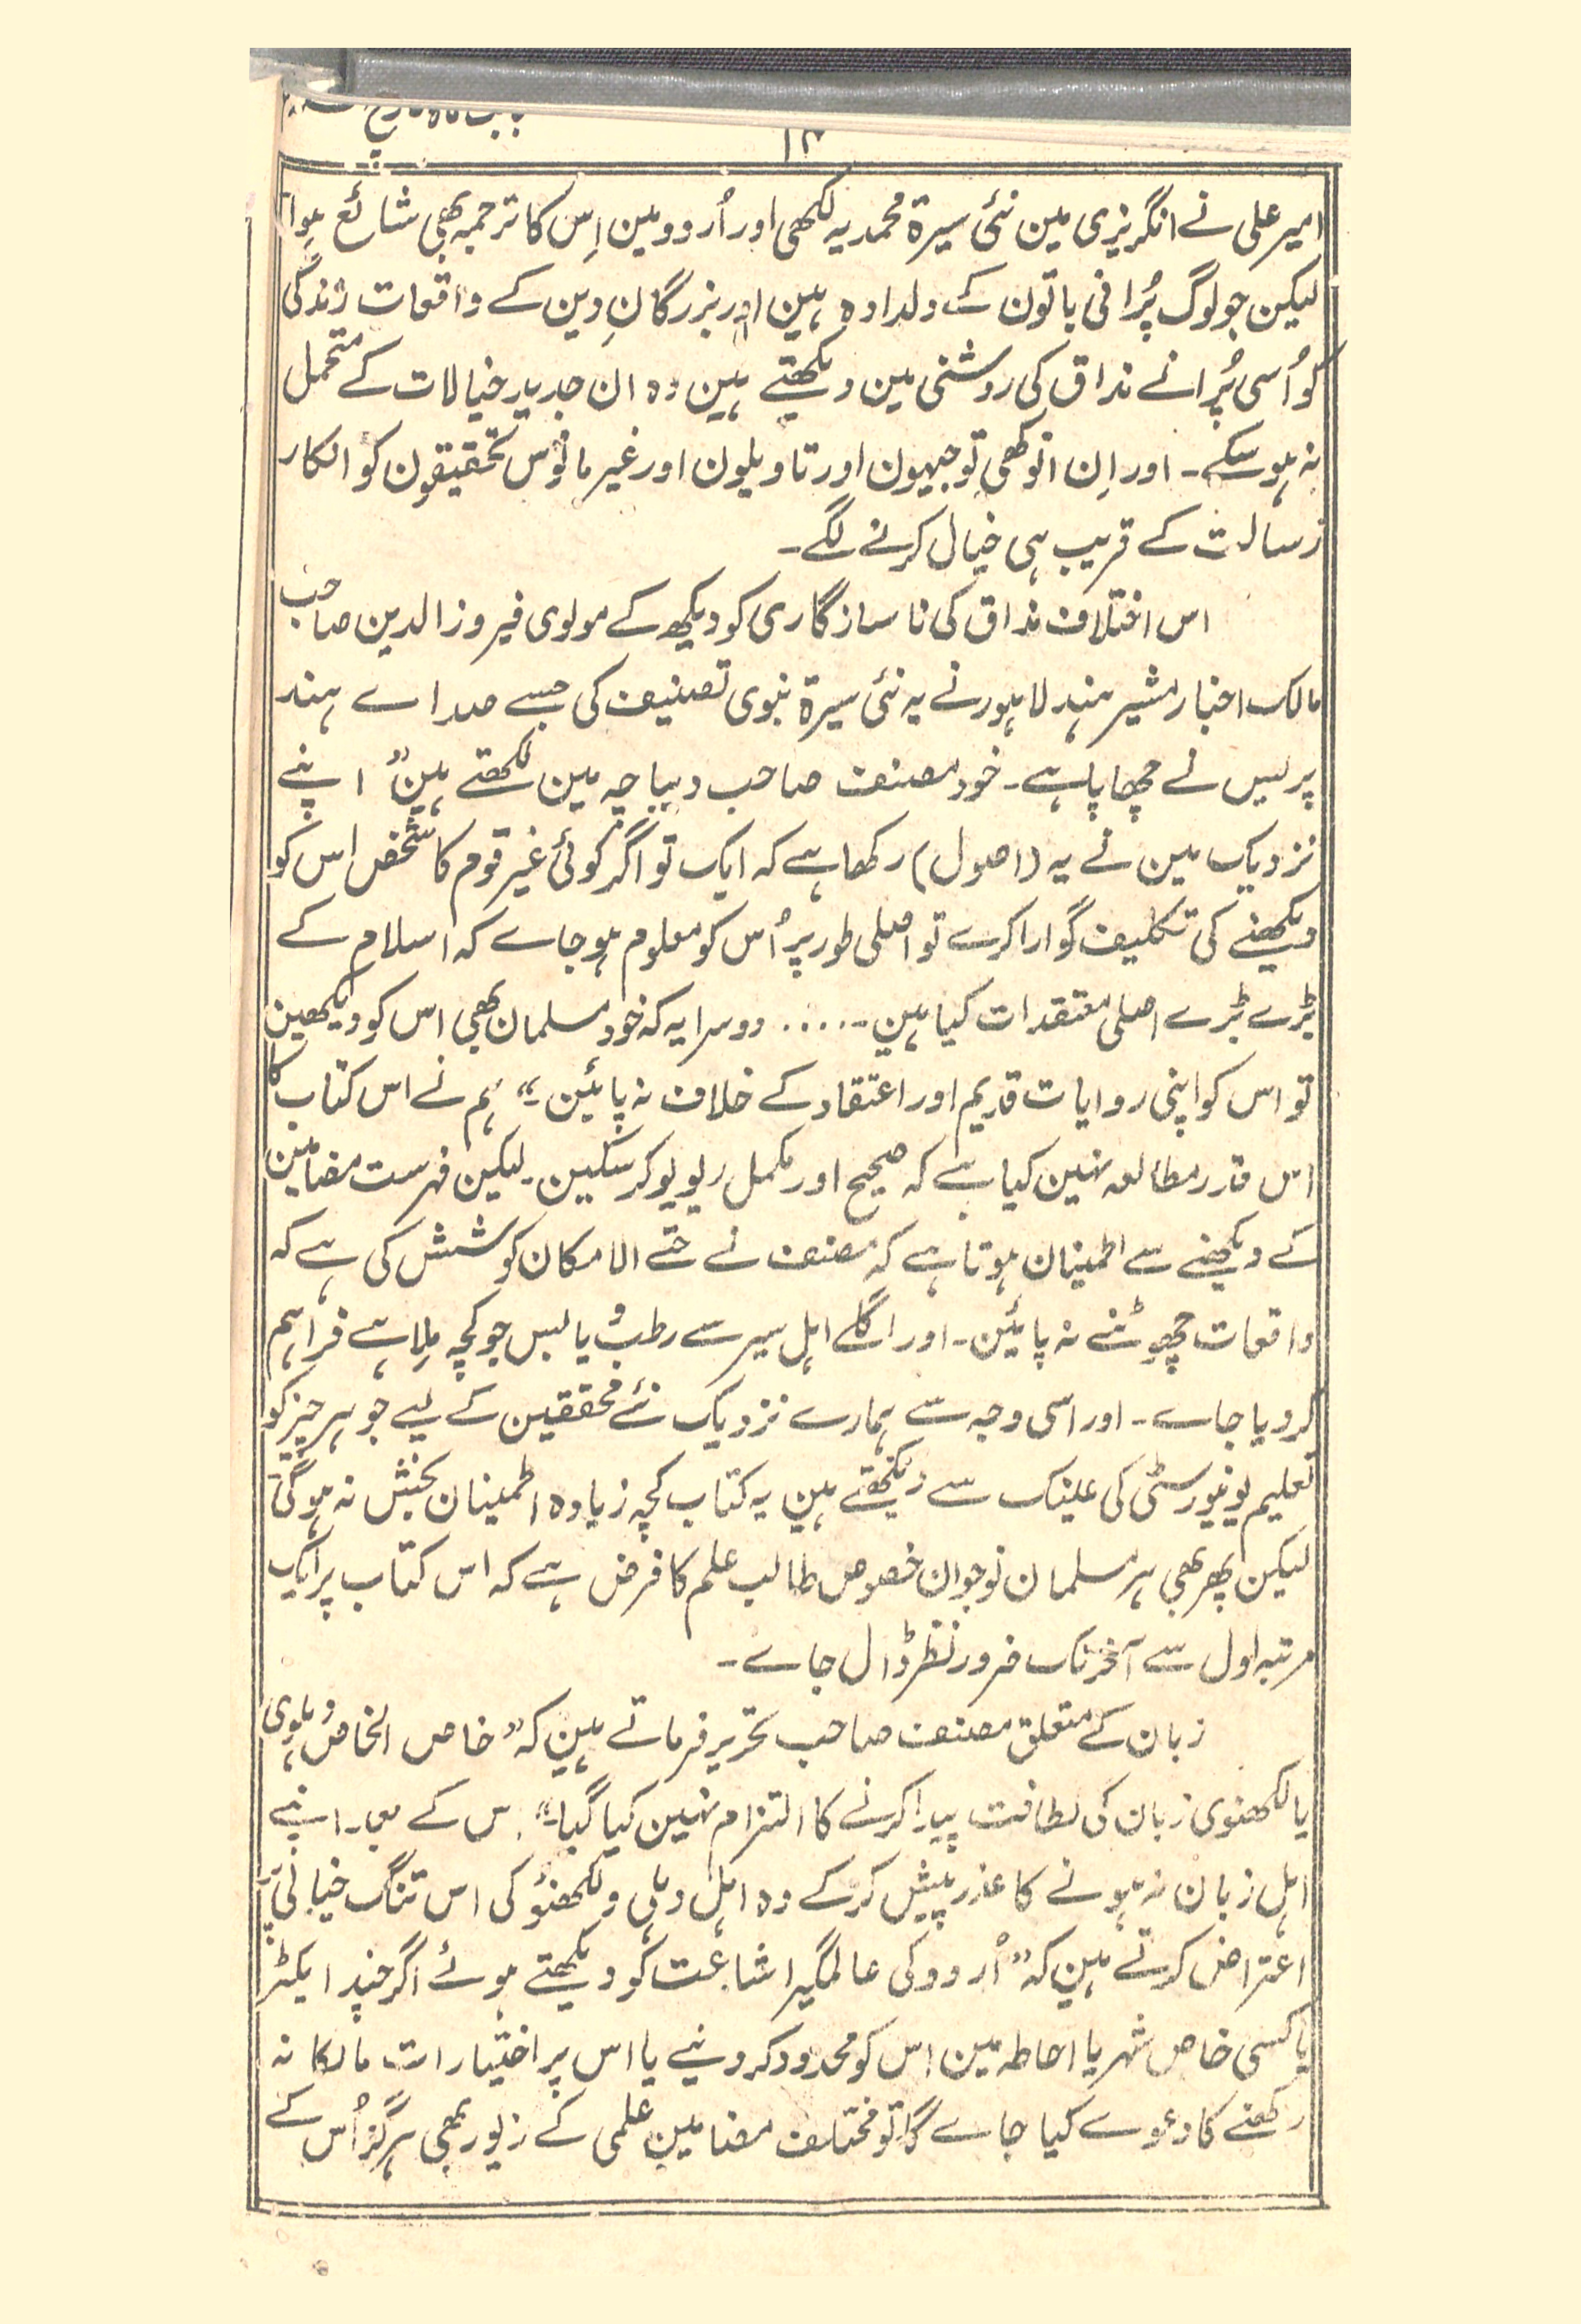 ۱۳
امیر علی نے انگریزی مین نئی سیرۃ محمدیہ لکھی اور اُردو مین اِس کا ترجمہ بھی شائع ہوا
لیکن جو لوگ پُرانی باتون کے دلدادہ ہین اور بزرگانِ دین کے واقعات زندگی
کو اُسی پُرانے مذاق کی روشنی مین دیکھتے ہین وہ ان جدید خیالات کے متحمل
نہ ہو سکے۔ اور اِن انوکھی توجیہون اور تاویلون اور غیر مانوس تحقیقون کو انکار
رسالت کے قریب ہی خیال کرنے لگے۔
اس اختلاف مذاق کی ناسازگاری کو دیکھ کے مولوی فیروز الدین صاحب
مالک اخبار مشیر ہند لاہور نے یہ نئی سیرۃ نبوی تصنیف کی جسے صداے ہند
پریس نے چھاپا ہے۔ خود مصنف صاحب دیباچہ مین لکھتے ہین "اپنے
نزدیک مین نے یہ (اصول) رکھا ہے کہ ایک تو اگر کوئی غیر قوم کا شخص اس کو
دیکھنے کی تکلیف گوارا کرے تو اصلی طور پر اُس کو معلوم ہو جاے کہ اسلام کے
بڑے بڑے اصلی معتقدات کیا ہین۔..... دوسرا یہ کہ خود مسلمان بھی اس کو دیکھین
تو اس کو اپنی روایات قدیم اور اعتقاد کے خلاف نہ پائین۔" ہم نے اس کتاب کا
اس قدر مطالعہ نہین کیا ہے کہ صحیح اور مکمل ریویو کر سکین۔ لیکن فہرست مضامین
کے دیکھنے سے اطمینان ہوتا ہے کہ مصنف نے حتے الامکان کوشش کی ہے کہ
واقعات چھوٹنے نہ پائین۔ اور اگلے اہل سیر سے رطب و یابس جو کچھ ملا ہے فراہم
کر دیا جاے۔ اور اسی وجہ سے ہمارے نزدیک نئے محققین کے لیے جو ہر چیز کو
تعلیم یونیورسٹی کی عینک سے دیکھتے ہین یہ کتاب کچھ زیادہ اطمینان بخش نہ ہو گی
لیکن پھر بھی ہر مسلمان نوجوان خصوص طالب علم کا فرض ہے کہ اس کتاب پر ایک
مرتبہ اول سے آخر تک ضرور نظر ڈال جاے۔
زبان کے متعلق مصنف صاحب تحریر فرماتے ہین کہ "خاص الخاص دہلوی
یا لکھنوی زبان کی لطافت پیدا کرنے کا التزام نہین کیا گیا۔" اس کے بعد اپنے
اہل زبان نہ ہونے کا عذر پیش کر کے وہ اہل دہلی و لکھنؤ کی اس تنگ خیالی پر
اعتراض کرتے ہین کہ "اُردو کی عالمگیر اشاعت کو دیکھتے ہوئے اگر چند ایکٹر
یا کسی خاص شہر یا احاطہ مین اس کو محدود کر دینے یا اس پر اختیارات مالکانہ
رکھنے کا دعوے کیا جاے گا تو مختلف مضامین علمی کے زیور بھی ہرگز اُس کے